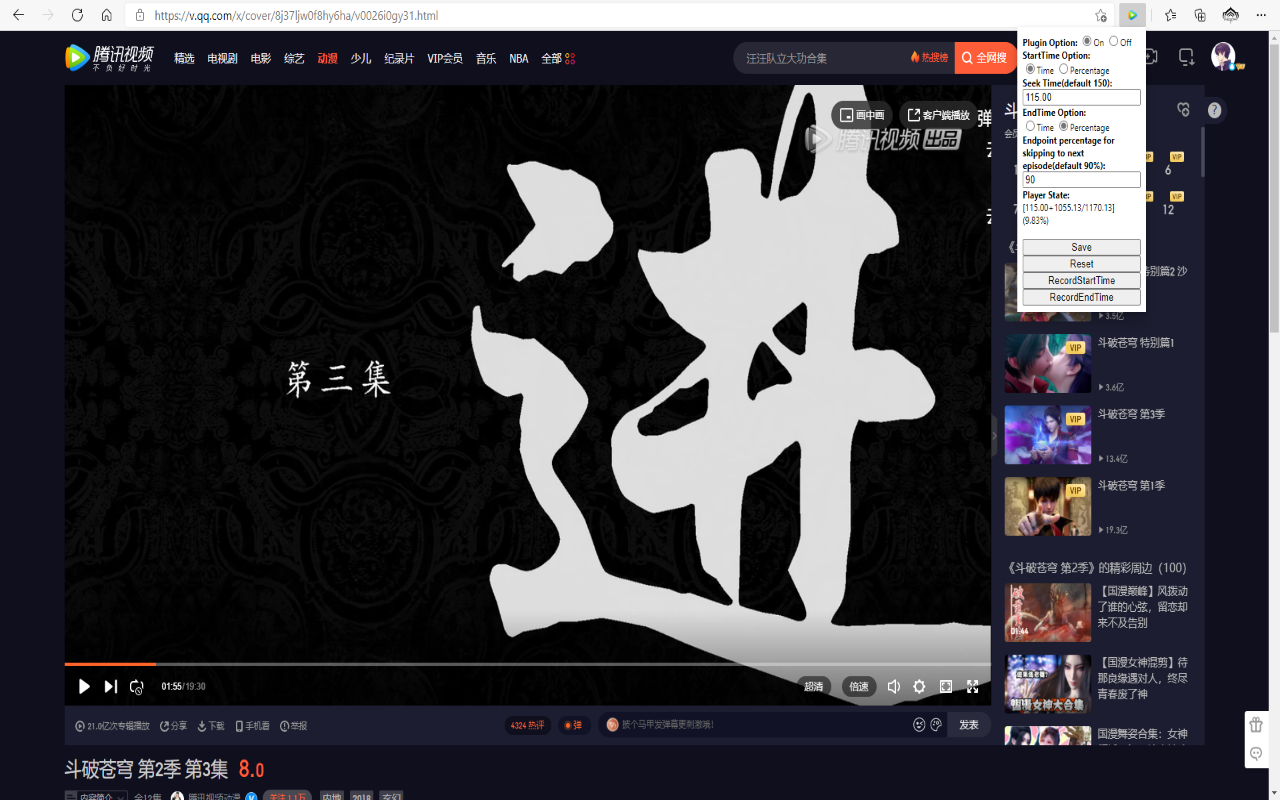 https://v.qq.com/x/cover/8j37ljw0f8hy6ha/v0026i0gy31.html
腾讯视频
不负好时光
精选 电视剧 电影 综艺 动漫 少儿 纪录片 VIP会员 音乐 NBA 全部
汪汪队立大功合集
热搜榜
全网搜
Plugin Option: On Off
StartTime Option:
Time Percentage
Seek Time(default 150):
115.00
EndTime Option:
Time Percentage
Endpoint percentage for
skipping to next
episode(default 90%):
90
Player State:
[115.00+1055.13/1170.13]
(9.83%)
Save
Reset
RecordStartTime
RecordEndTime
画中画
客户端播放
弹
腾讯视频 出品
第三集
进
VIP
6
VIP
12
特别篇2 沙
3.5亿
VIP
斗破苍穹 特别篇1
3.6亿
VIP
斗破苍穹 第3季
13.4亿
VIP
斗破苍穹 第1季
19.3亿
《斗破苍穹 第2季》的精彩周边（100）
01:44
【国漫巅峰】风拨动
了谁的心弦，留恋却
来不及告别
国漫女神大合集
【国漫女神混剪】待
那良缘遇对人，终尽
青春废了神
国漫舞姿合集：女神
01:55/19:30
超清
倍速
21.0亿次专辑播放 分享 下载 手机看 举报
4324 热评
弹
披个马甲发弹幕更刺激哦!
发表
斗破苍穹 第2季 第3集 8.0
内容简介 全12集 腾讯视频动漫 关注 1.1万 内地 2018 玄幻